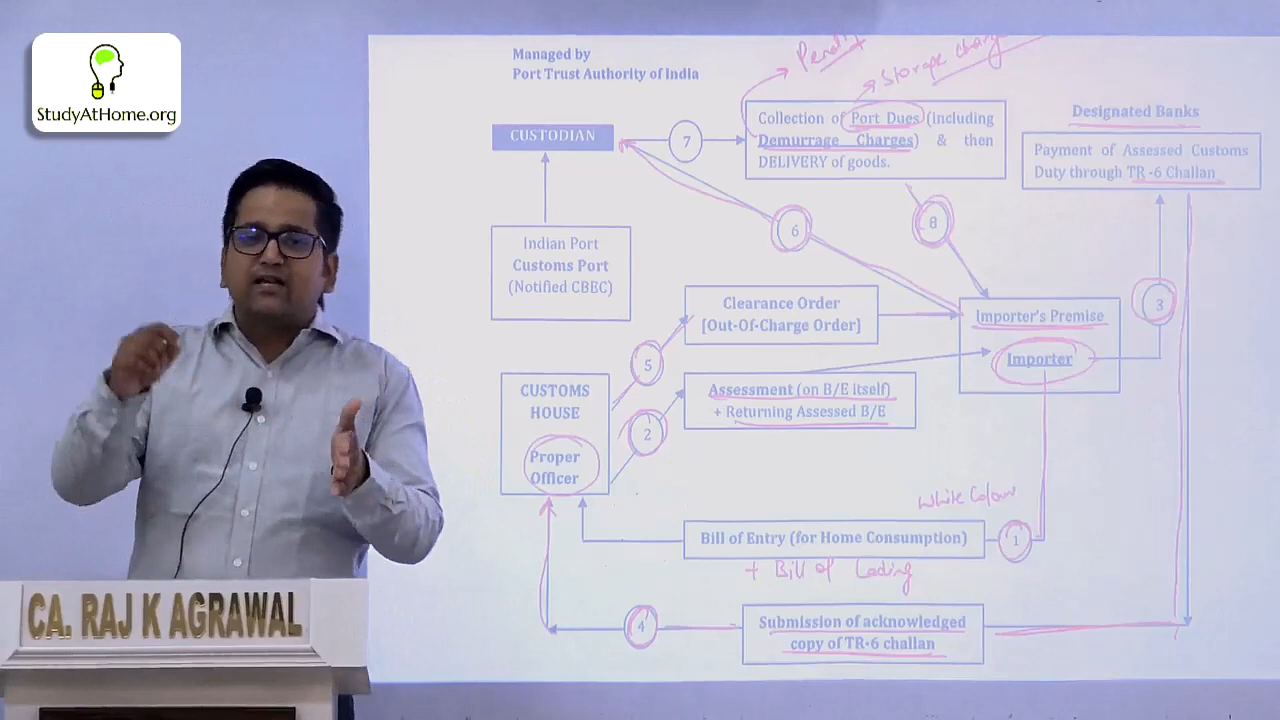 StudyAtHome.org
CA. RAJ K AGRAWAL
Managed by
Port Trust Authority of India
CUSTODIAN
Indian Port
Customs Port
(Notified CBEC)
CUSTOMS
HOUSE
Proper
Officer
7
Collection of Port Dues (including
Demurrage Charges) & then
DELIVERY of goods.
Storage
Designated Banks
Payment of Assessed Customs
Duty through TR -6 Challan
6
8
3
Clearance Order
[Out-Of-Charge Order]
5
Importer's Premise
Importer
Assessment (on B/E itself)
+ Returning Assessed B/E
2
White Colour
Bill of Entry (for Home Consumption)
1
+ Bill of Lading
4
Submission of acknowledged
copy of TR-6 challan